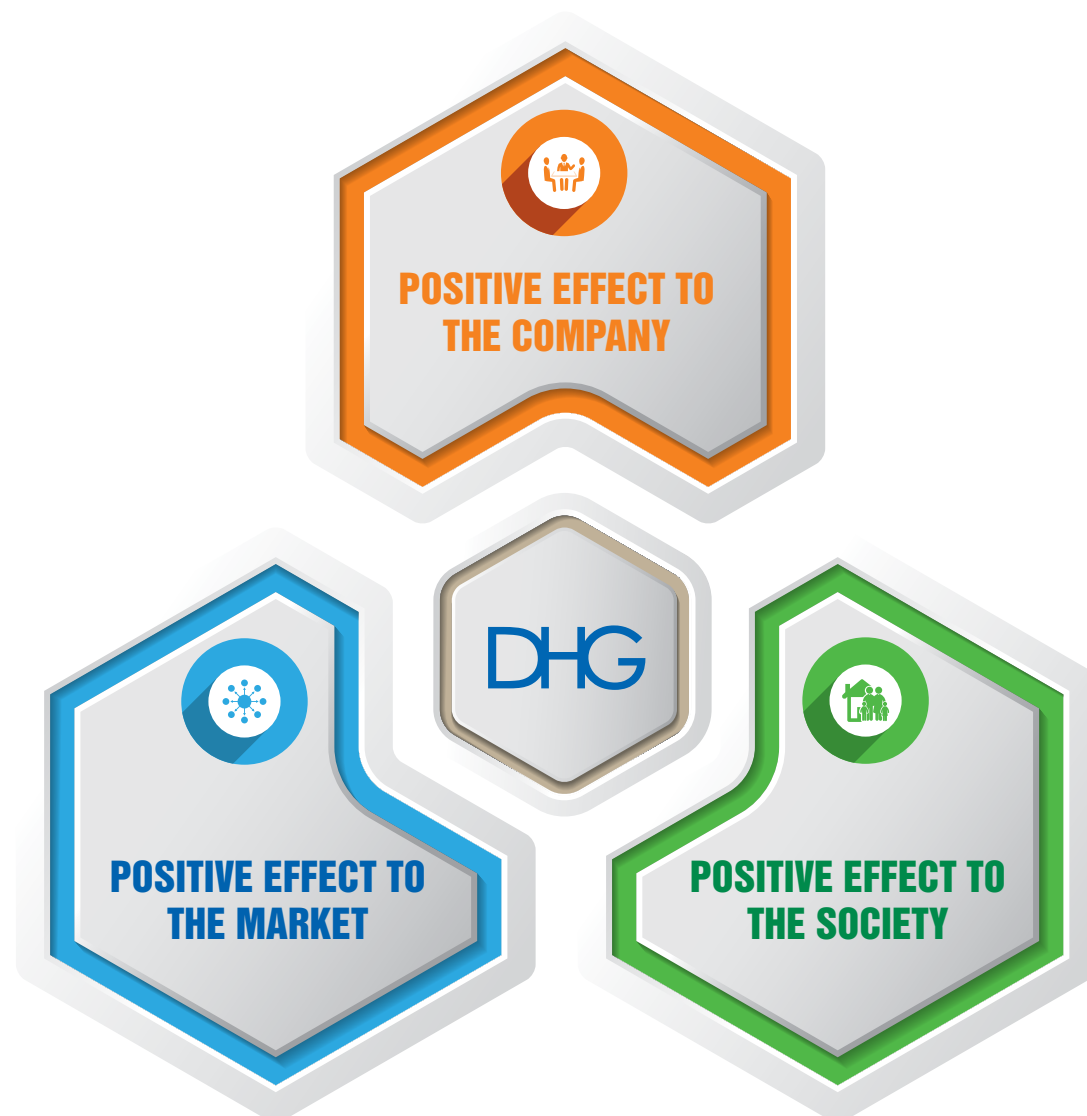 POSITIVE EFFECT TO
THE COMPANY
DHG
POSITIVE EFFECT TO
THE MARKET
POSITIVE EFFECT TO
THE SOCIETY